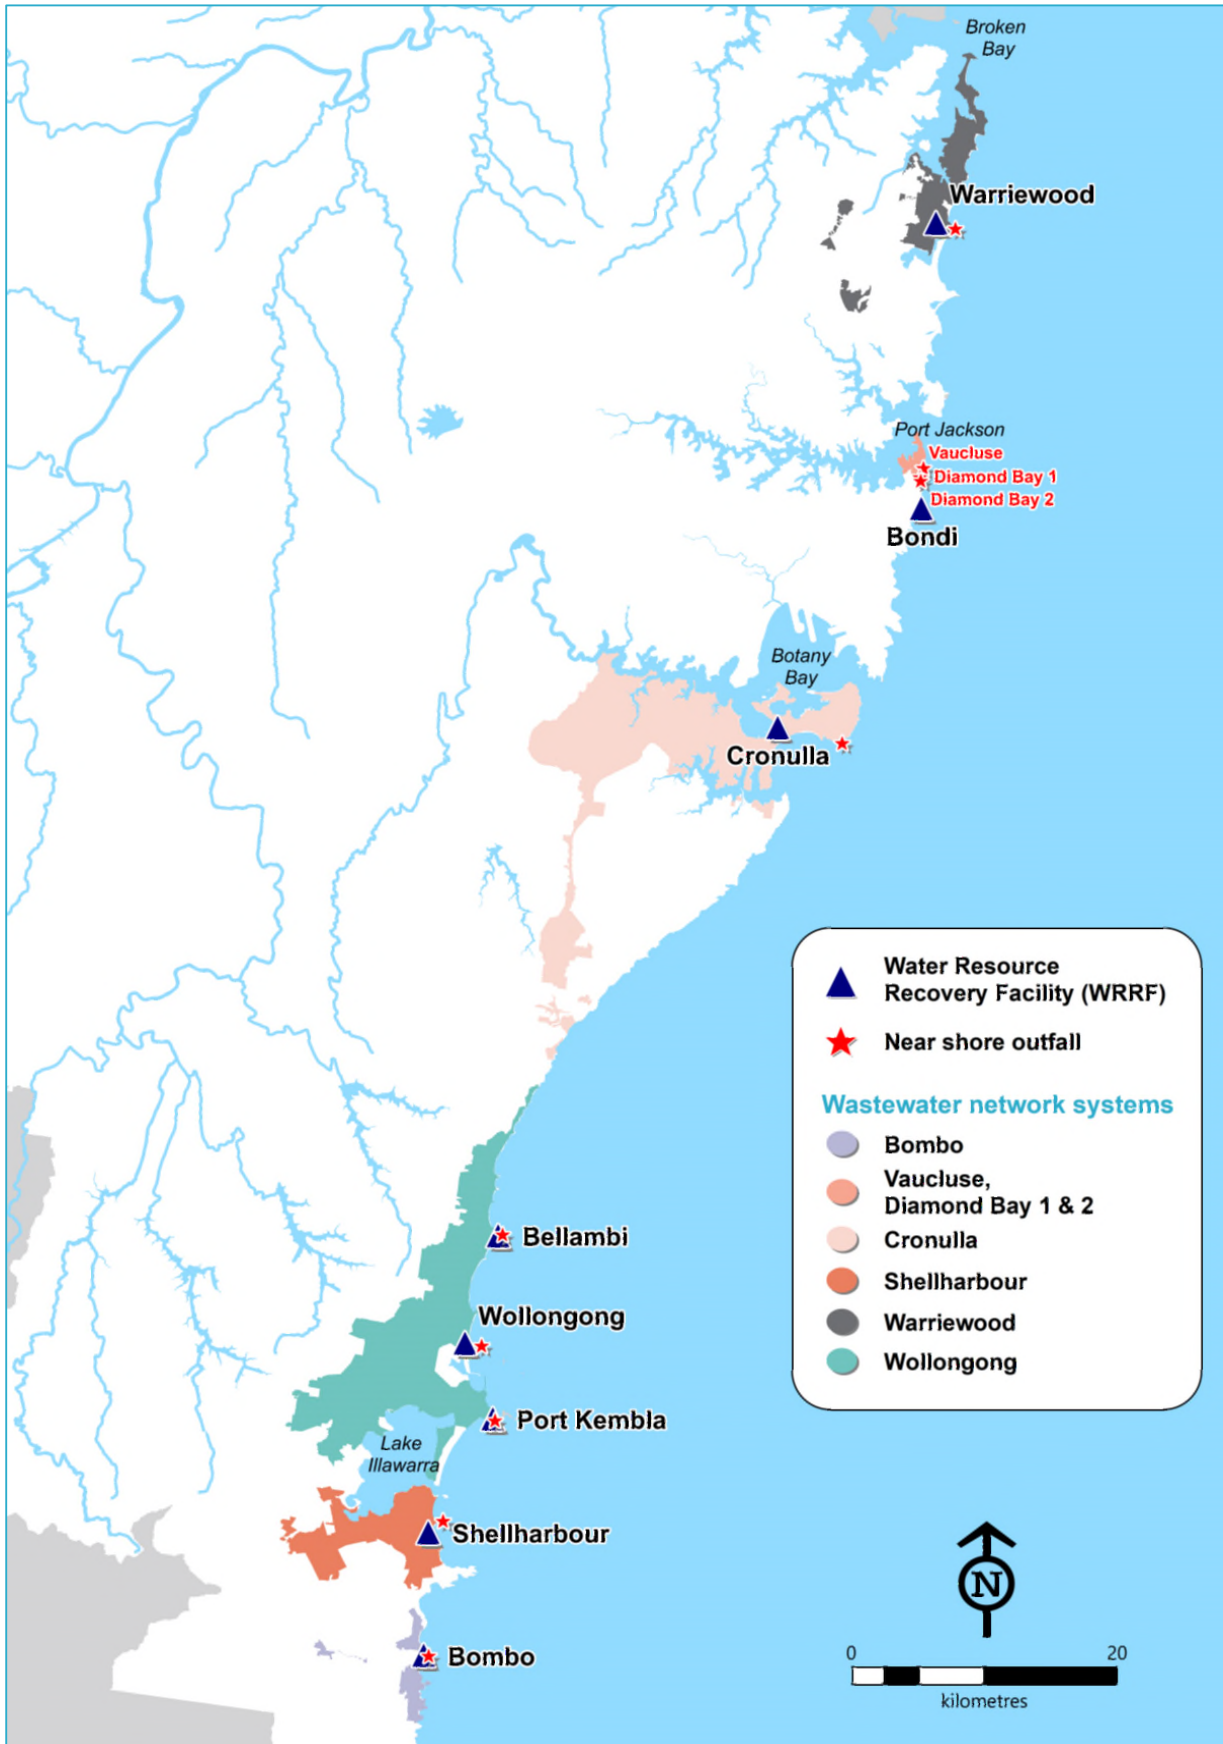 Broken
Bay
Warriewood
Port Jackson
Vaucluse
Diamond Bay 1
Diamond Bay 2
Bondi
Botany
Bay
Cronulla
Water Resource
Recovery Facility (WRRF)
Near shore outfall
Wastewater network systems
Bombo
Vaucluse,
Diamond Bay 1 & 2
Cronulla
Shellharbour
Warriewood
Wollongong
Bellambi
Wollongong
Port Kembla
Lake
Illawarra
Shellharbour
Bombo
N
0 20
kilometres